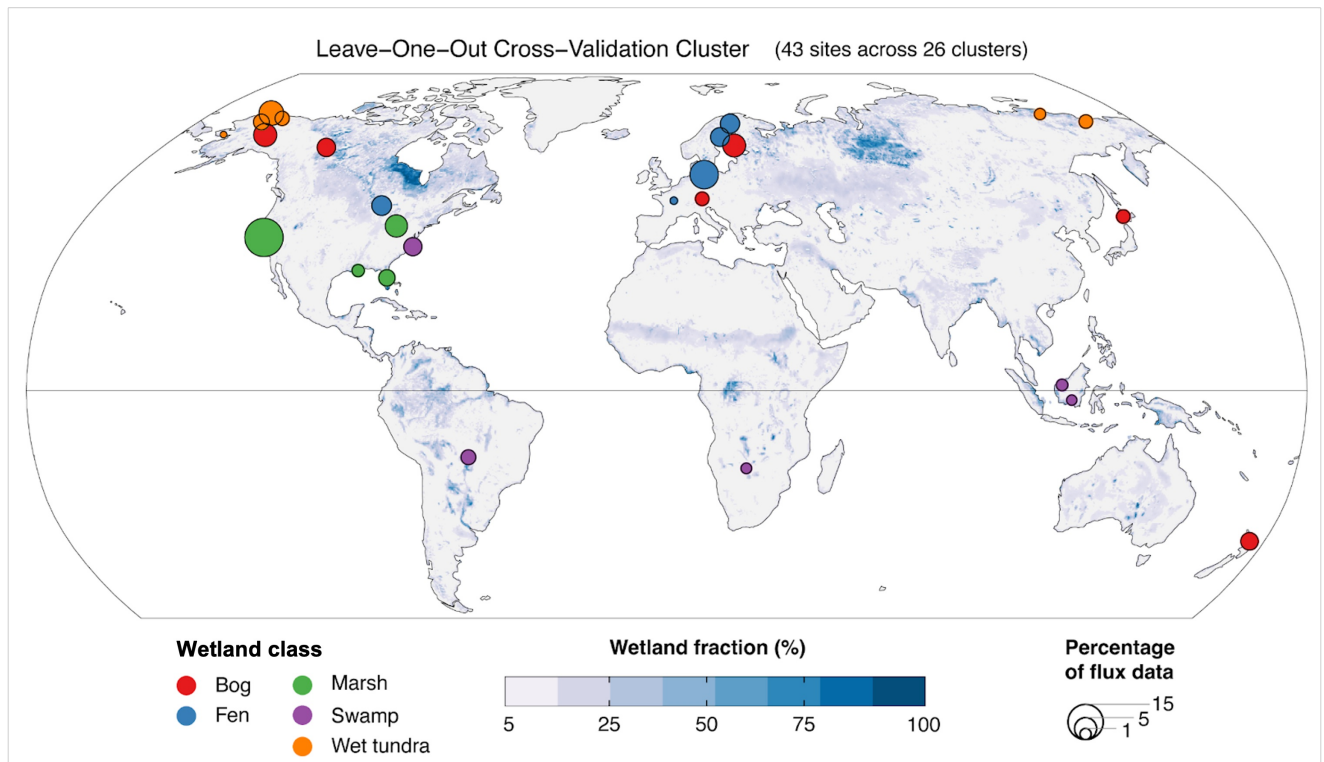 Leave−One−Out Cross−Validation Cluster (43 sites across 26 clusters)
Wetland class
Bog
Fen
Marsh
Swamp
Wet tundra
Wetland fraction (%)
5 25 50 75 100
Percentage
of flux data
15
5
1